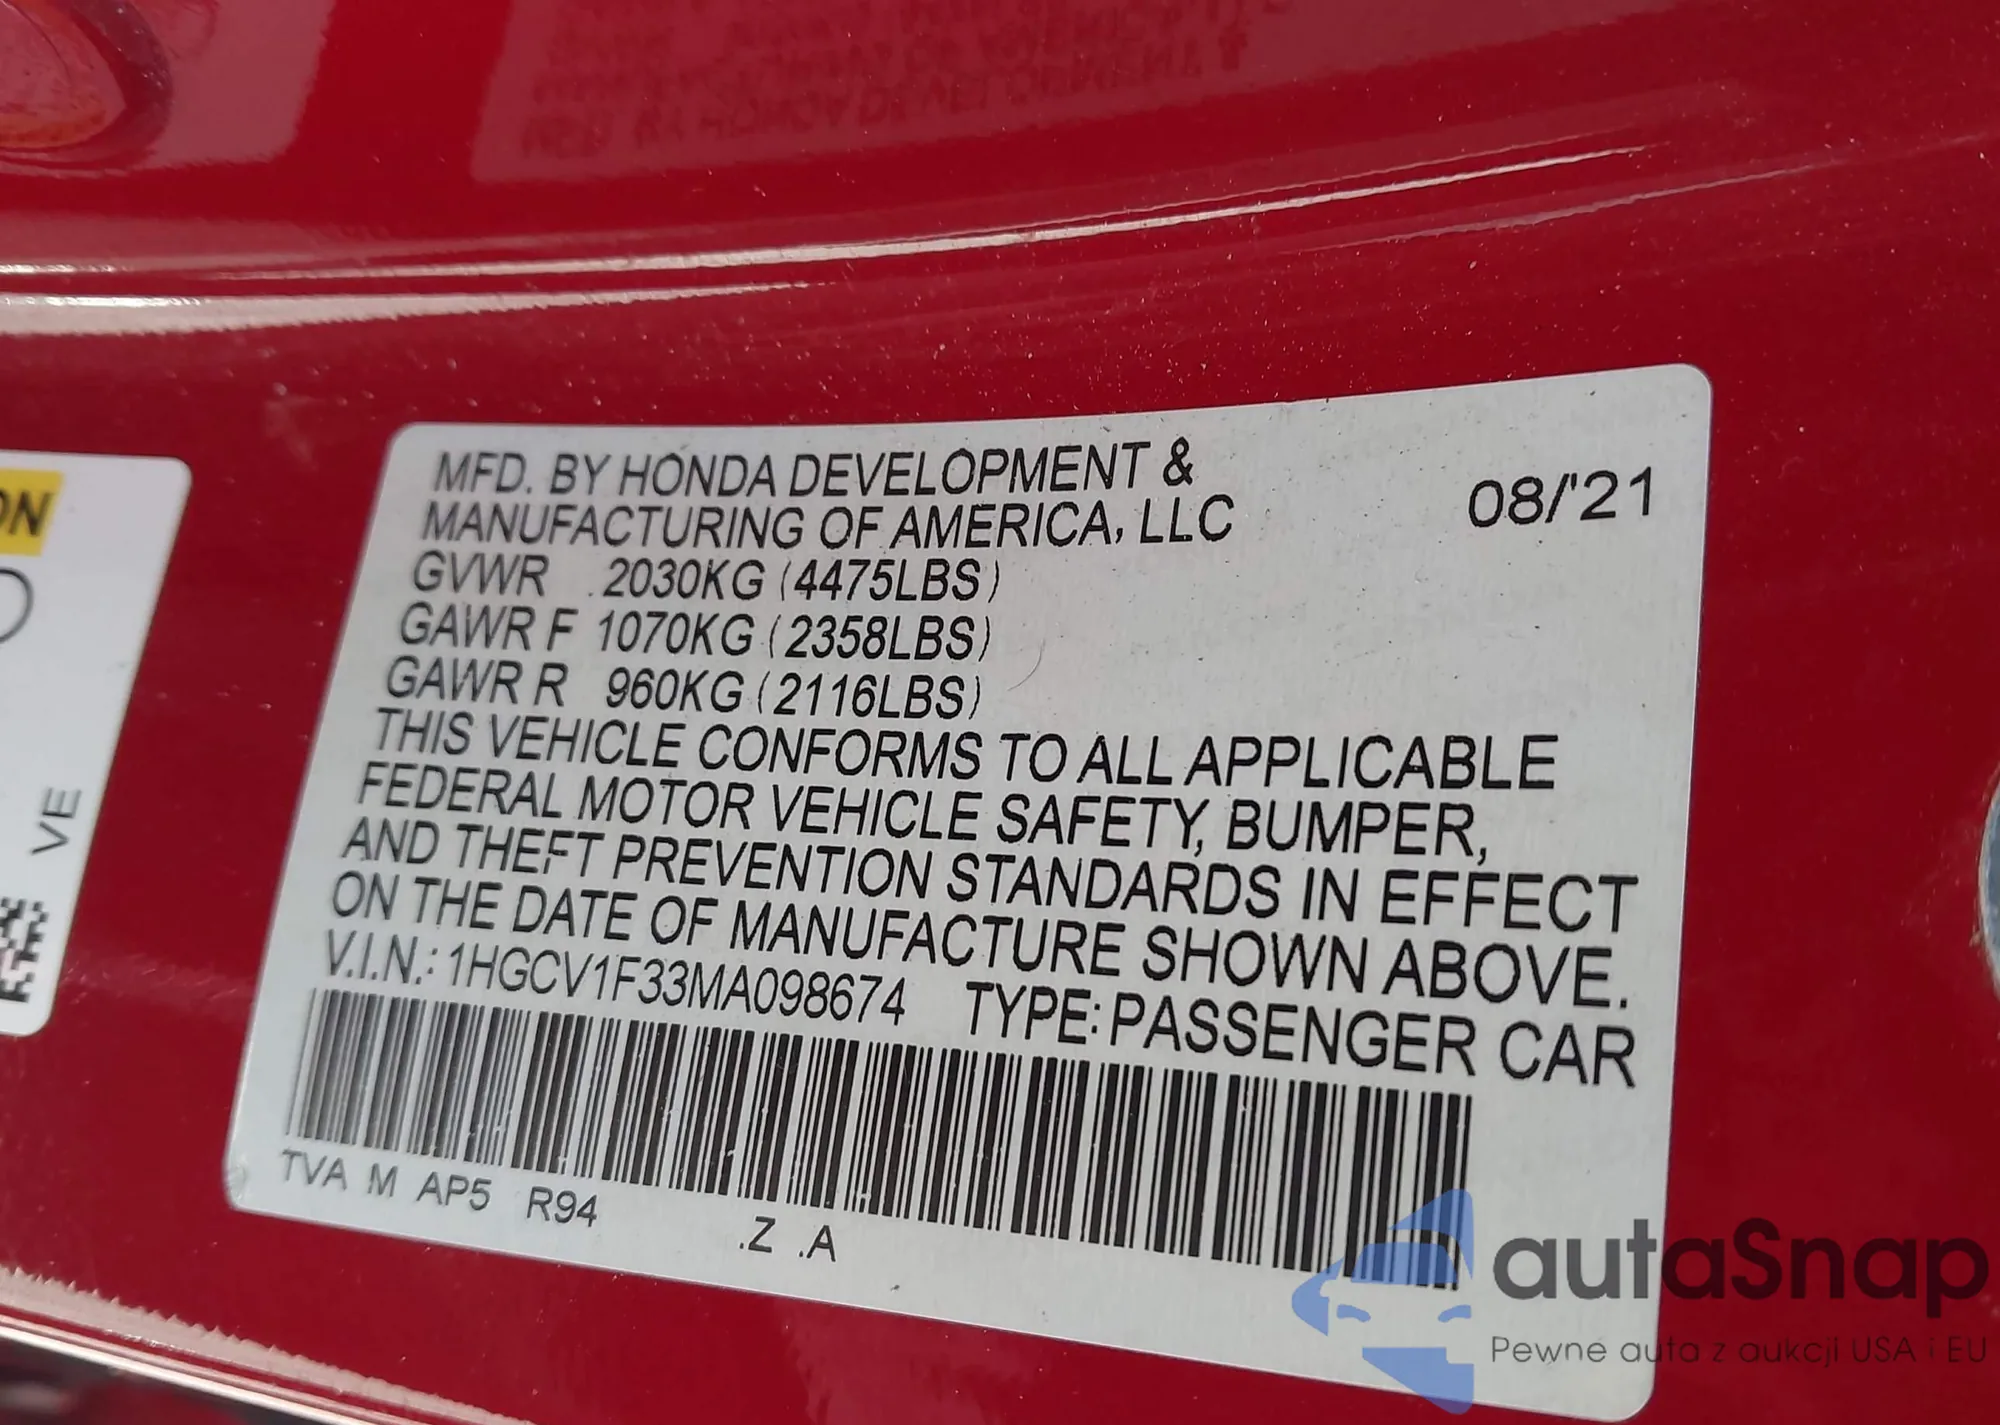 MFD. BY HONDA DEVELOPMENT &
MANUFACTURING OF AMERICA, LLC
08/'21
GVWR 2030KG (4475LBS)
GAWR F 1070KG (2358LBS)
GAWR R 960KG (2116LBS)
THIS VEHICLE CONFORMS TO ALL APPLICABLE
FEDERAL MOTOR VEHICLE SAFETY, BUMPER,
AND THEFT PREVENTION STANDARDS IN EFFECT
ON THE DATE OF MANUFACTURE SHOWN ABOVE.
V.I.N.: 1HGCV1F33MA098674 TYPE: PASSENGER CAR
TVA M AP5 R94
.Z .A
VE
autaSnap
Pewne auta z aukcji USA i EU